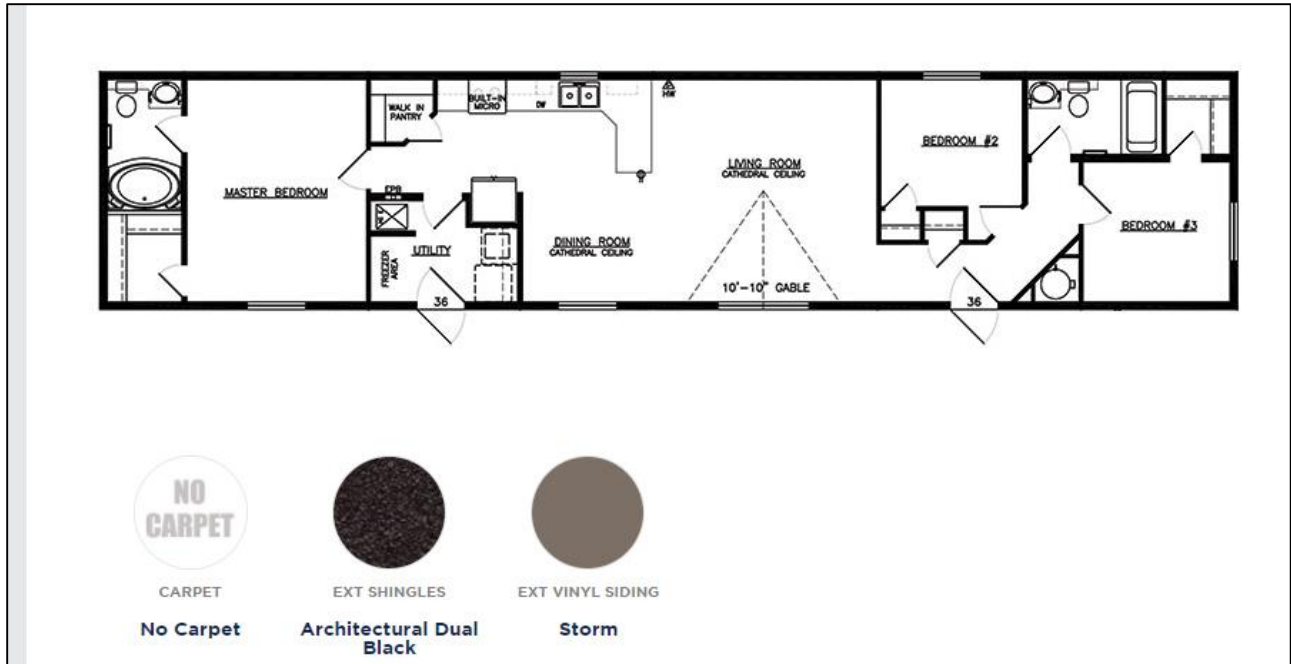 WALK IN
PANTRY
BUILT-IN
MICRO
DW
HW
MASTER BEDROOM
EPB
UTILITY
FREEZER
AREA
36
DINING ROOM
CATHEDRAL CEILING
LIVING ROOM
CATHEDRAL CEILING
10'-10" GABLE
BEDROOM #2
BEDROOM #3
36
NO
CARPET
CARPET
No Carpet
EXT SHINGLES
Architectural Dual
Black
EXT VINYL SIDING
Storm